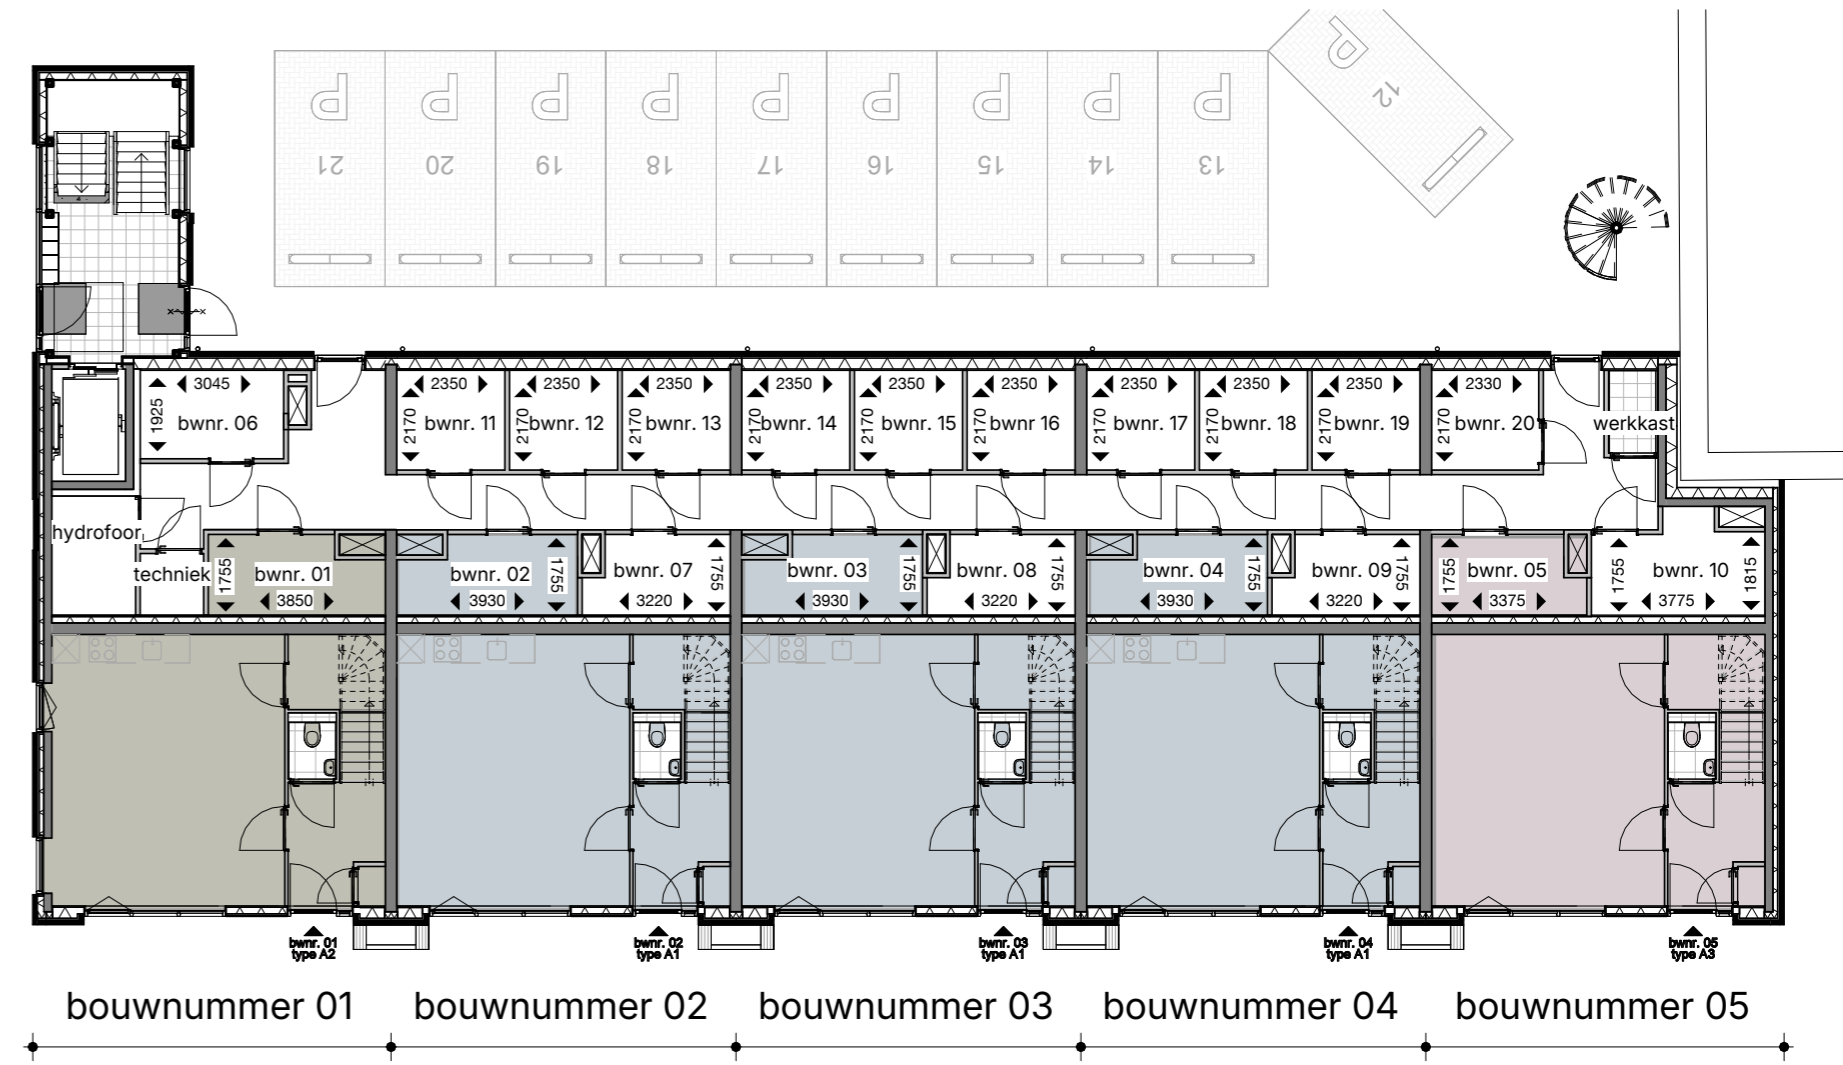 P P P P P P P P P P
21 20 19 18 17 16 15 14 13 12
3045 2350 2350 2350 2350 2350 2350 2350 2350 2350 2330
1925 2170 2170 2170 2170 2170 2170 2170 2170 2170 2170
bwnr. 06 bwnr. 11 bwnr. 12 bwnr. 13 bwnr. 14 bwnr. 15 bwnr 16 bwnr. 17 bwnr. 18 bwnr. 19 bwnr. 20 werkkast
hydrofoor
techniek
bwnr. 01 bwnr. 02 bwnr. 07 bwnr. 03 bwnr. 08 bwnr. 04 bwnr. 09 bwnr. 05 bwnr. 10
1755 1755 1755 1755 1755 1755 1755 1755 1755 1815
3850 3930 3220 3930 3220 3930 3220 3375 3775
bwnr. 01
type A2
bwnr. 02
type A1
bwnr. 03
type A1
bwnr. 04
type A1
bwnr. 05
type A3
bouwnummer 01 bouwnummer 02 bouwnummer 03 bouwnummer 04 bouwnummer 05